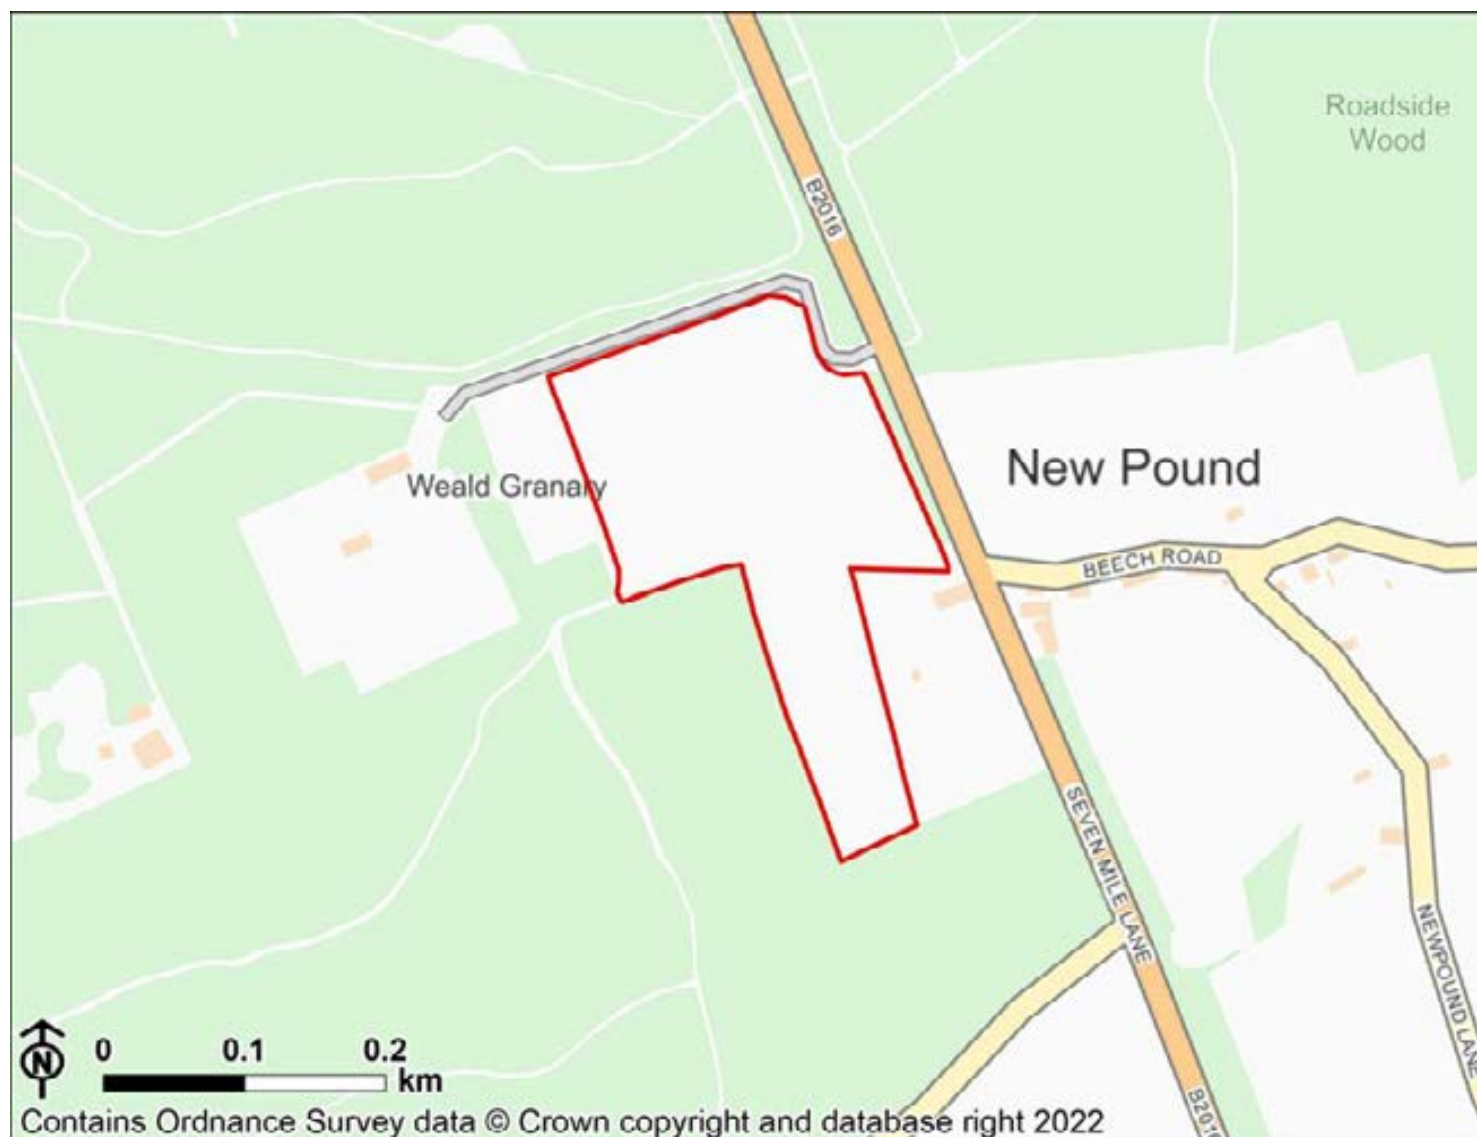 Roadside
Wood
B2016
New Pound
Weald Granary
BEECH ROAD
SEVEN MILE LANE
NEWPOUND LANE
B2016
N
0 0.1 0.2
km
Contains Ordnance Survey data © Crown copyright and database right 2022